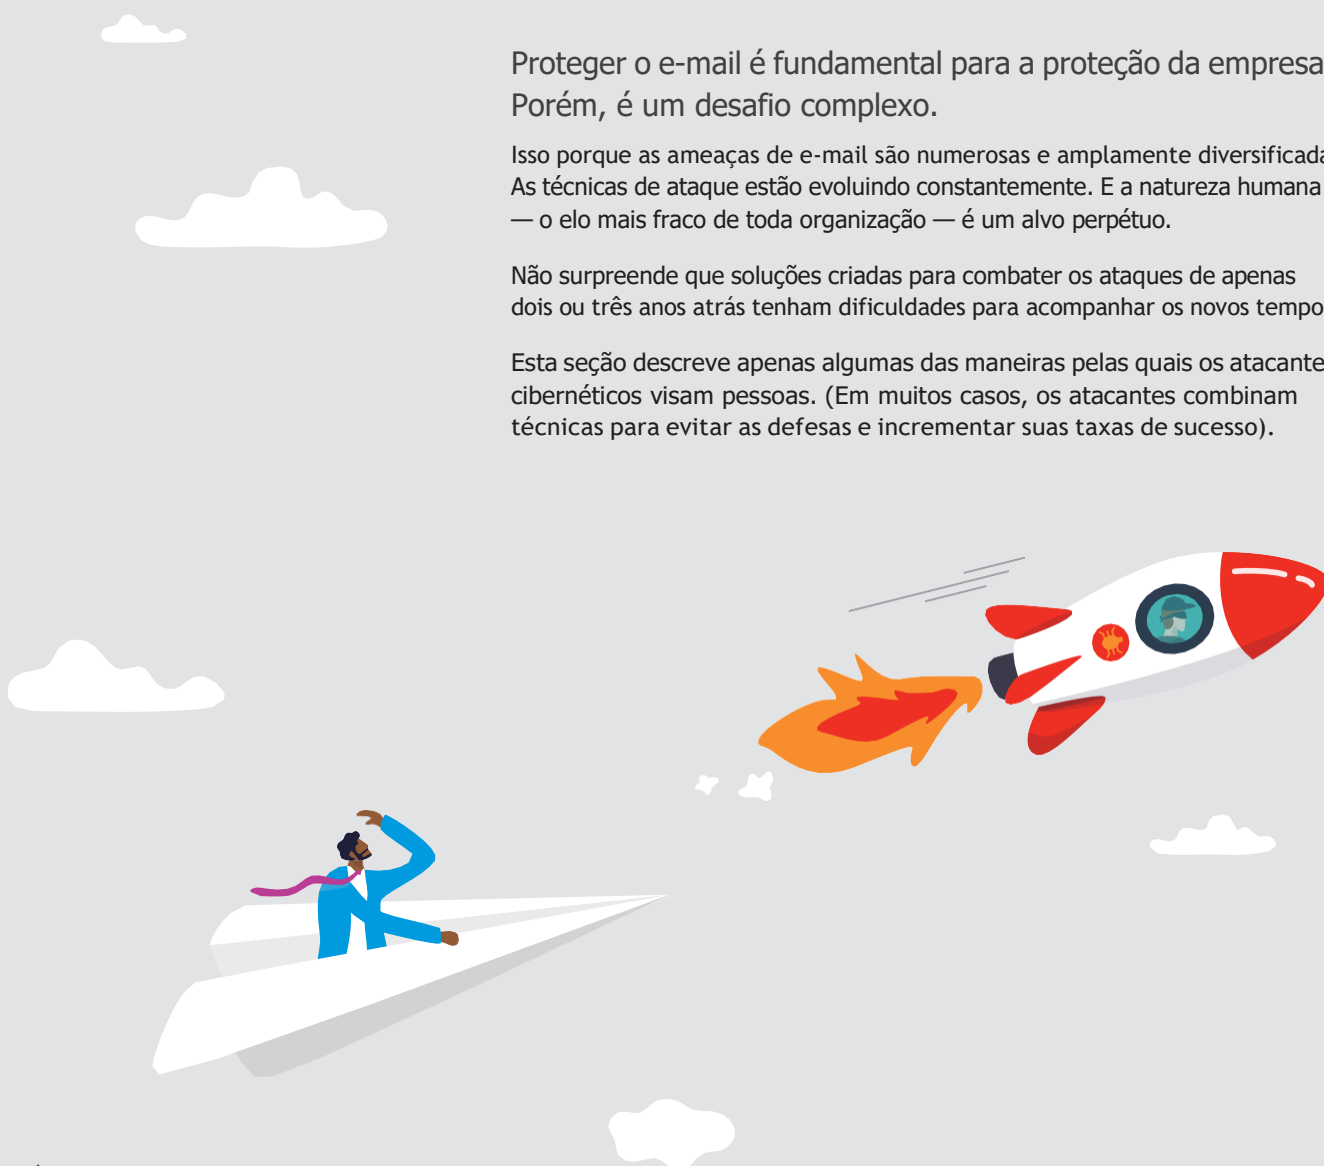 Proteger o e-mail é fundamental para a proteção da empresa
Porém, é um desafio complexo.
Isso porque as ameaças de e-mail são numerosas e amplamente diversificada
As técnicas de ataque estão evoluindo constantemente. E a natureza humana
— o elo mais fraco de toda organização — é um alvo perpétuo.
Não surpreende que soluções criadas para combater os ataques de apenas
dois ou três anos atrás tenham dificuldades para acompanhar os novos tempo
Esta seção descreve apenas algumas das maneiras pelas quais os atacante
cibernéticos visam pessoas. (Em muitos casos, os atacantes combinam
técnicas para evitar as defesas e incrementar suas taxas de sucesso).